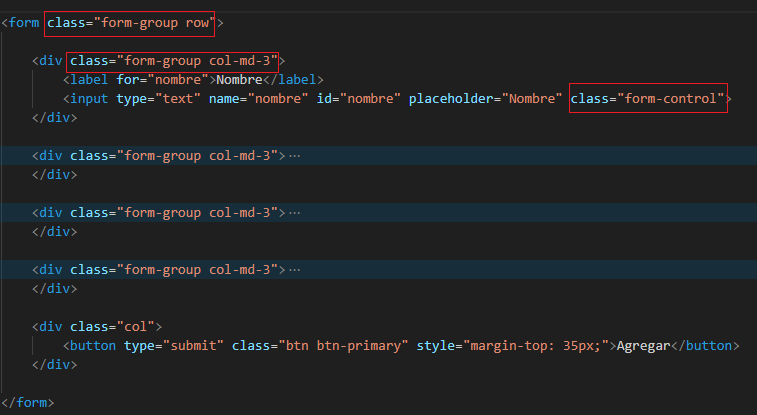 <form class="form-group row">
<div class="form-group col-md-3">
<label for="nombre">Nombre</label>
<input type="text" name="nombre" id="nombre" placeholder="Nombre" class="form-control">
</div>
<div class="form-group col-md-3">⋯
</div>
<div class="form-group col-md-3">⋯
</div>
<div class="form-group col-md-3">⋯
</div>
<div class="col">
<button type="submit" class="btn btn-primary" style="margin-top: 35px;">Agregar</button>
</div>
</form>